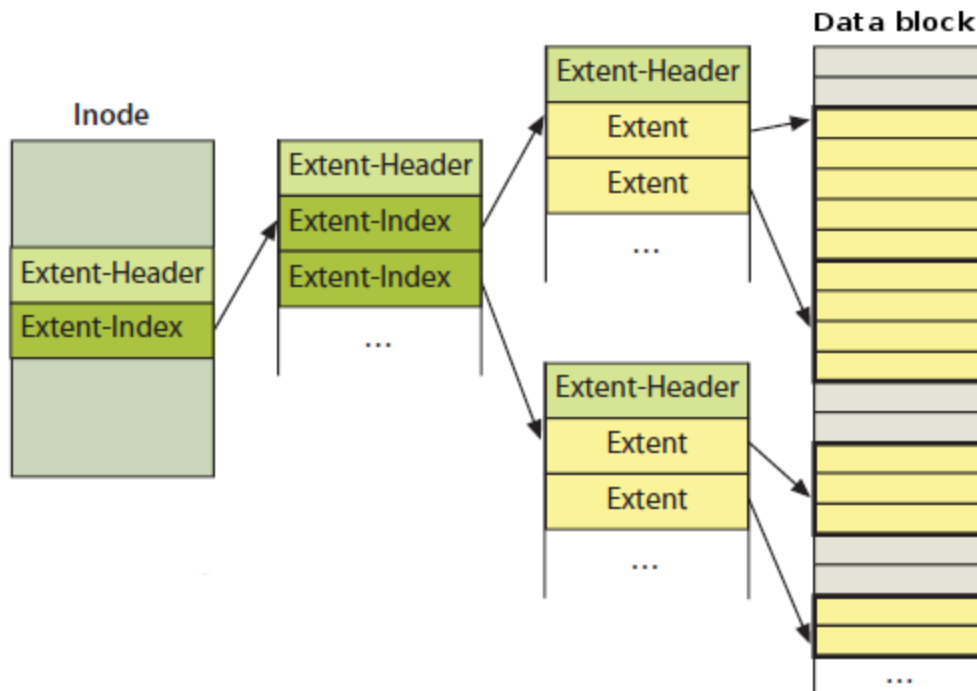 Inode
Extent-Header
Extent-Index
Extent-Header
Extent-Index
Extent-Index
...
Extent-Header
Extent
Extent
...
Extent-Header
Extent
Extent
...
Data block
...